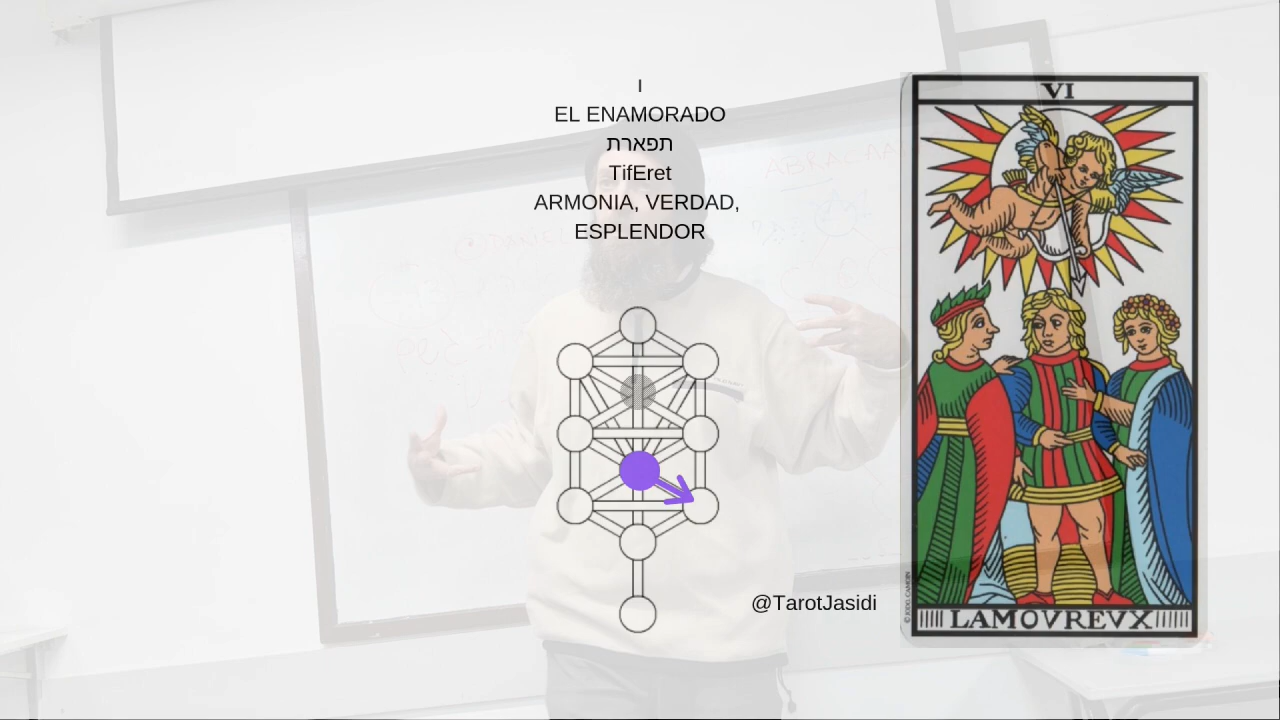 I
EL ENAMORADO
תפארת
TifEret
ARMONIA, VERDAD,
ESPLENDOR
@TarotJasidi
VI
LAMOVREVX